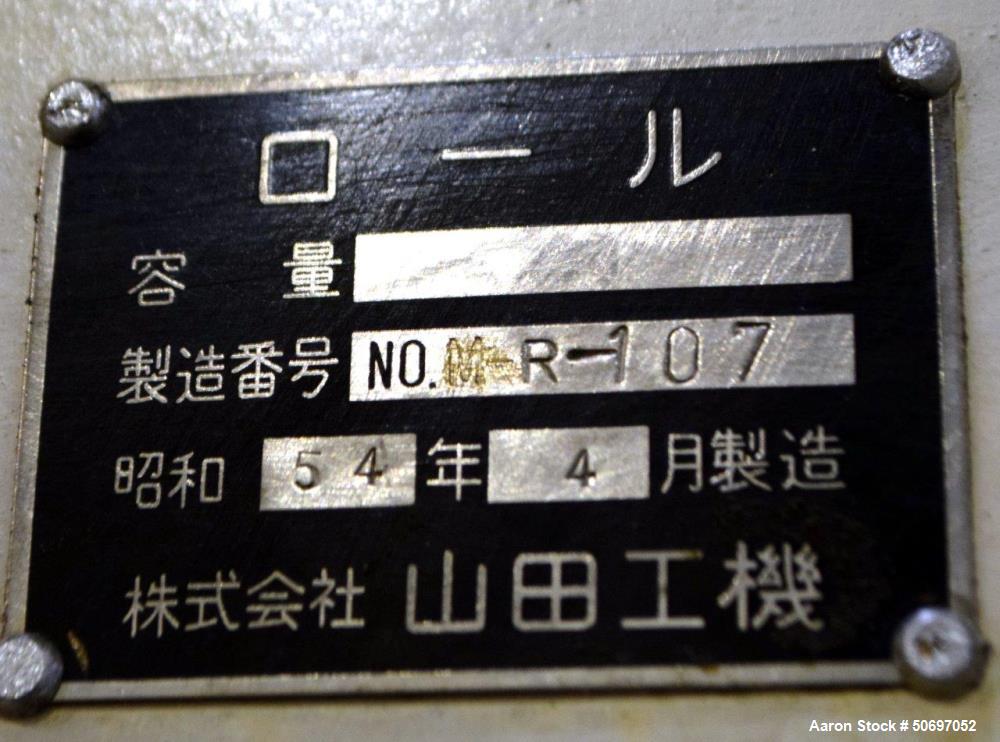 ロール
容量
製造番号 NO.M-R-107
昭和 54 年 4 月製造
株式会社 山田工機
Aaron Stock # 50697052